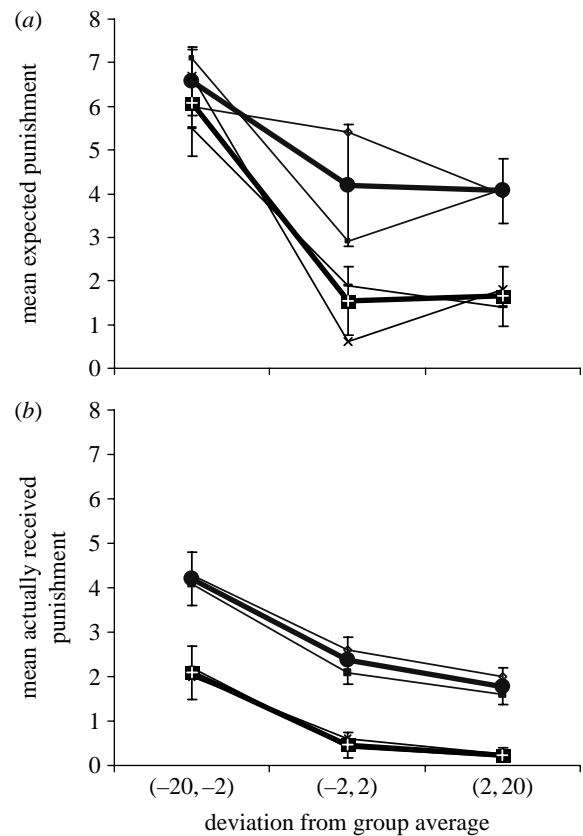 (a)
8
7
6
5
4
3
2
1
0
mean expected punishment
(b)
8
7
6
5
4
3
2
1
0
mean actually received
punishment
(–20, –2) (–2, 2) (2, 20)
deviation from group average